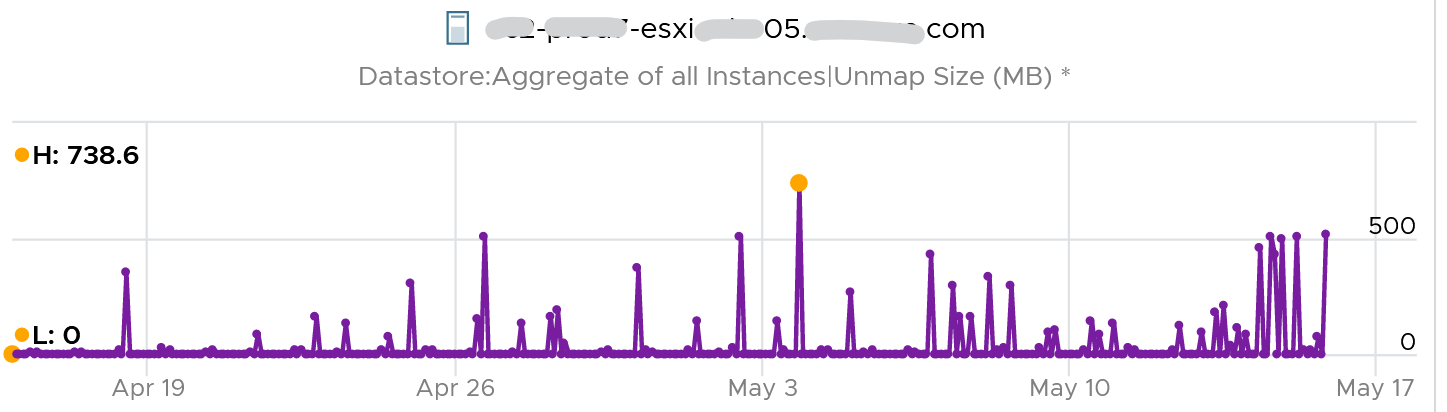 -esxi 05. com
Datastore:Aggregate of all Instances|Unmap Size (MB) *
H: 738.6
500
L: 0
0
Apr 19 Apr 26 May 3 May 10 May 17